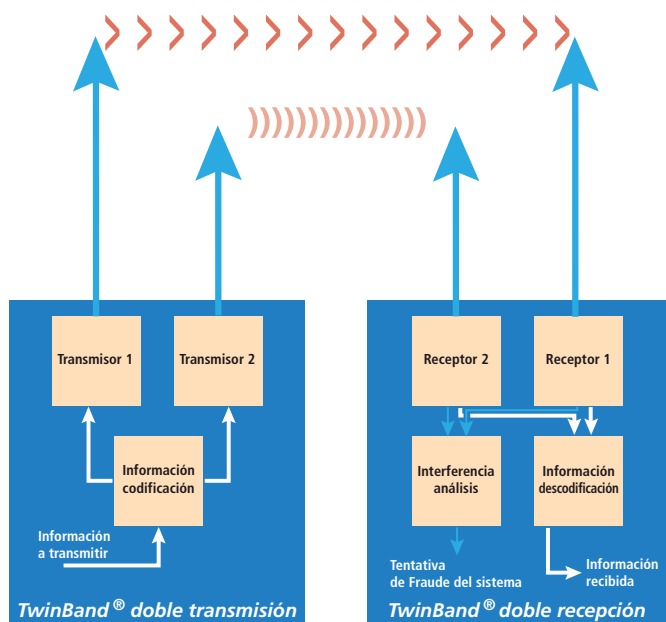 Transmisor 1
Transmisor 2
Información
codificación
Información
a transmitir
TwinBand ® doble transmisión
Receptor 2
Receptor 1
Interferencia
análisis
Información
descodificación
Tentativa
de Fraude del sistema
Información
recibida
TwinBand ® doble recepción